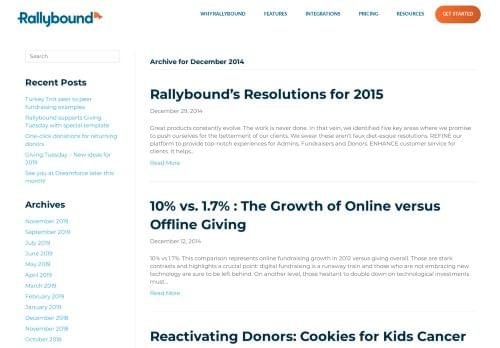 Rallybound
WHY RALLYBOUND
FEATURES
INTEGRATIONS
PRICING
RESOURCES
GET STARTED
Search
Recent Posts
Turkey Trot peer to peer
fundraising examples
Rallybound supports Giving
Tuesday with special template
One-click donations for returning
donors
Giving Tuesday – New ideas for
2019
See you at Dreamforce later this
month!
Archives
November 2019
September 2019
July 2019
June 2019
May 2019
April 2019
March 2019
February 2019
January 2019
December 2018
November 2018
October 2018
Archive for December 2014
Rallybound's Resolutions for 2015
December 29, 2014
Great products constantly evolve. The work is never done. In that vein, we identified five key areas where we promise
to push ourselves for the betterment of our clients. We swear these aren't faux diet-esque resolutions. REFINE our
platform to provide top-notch experiences for Admins, Fundraisers and Donors. ENHANCE customer service for
clients. It helps...
Read More
10% vs. 1.7% : The Growth of Online versus
Offline Giving
December 12, 2014
10% vs 1.7%. This comparison represents online fundraising growth in 2012 versus giving overall. Those are stark
contrasts and highlights a crucial point: digital fundraising is a runaway train and those who are not embracing new
technology are sure to be left behind. On another level, those hesitant to double down on technological investments
must...
Read More
Reactivating Donors: Cookies for Kids Cancer